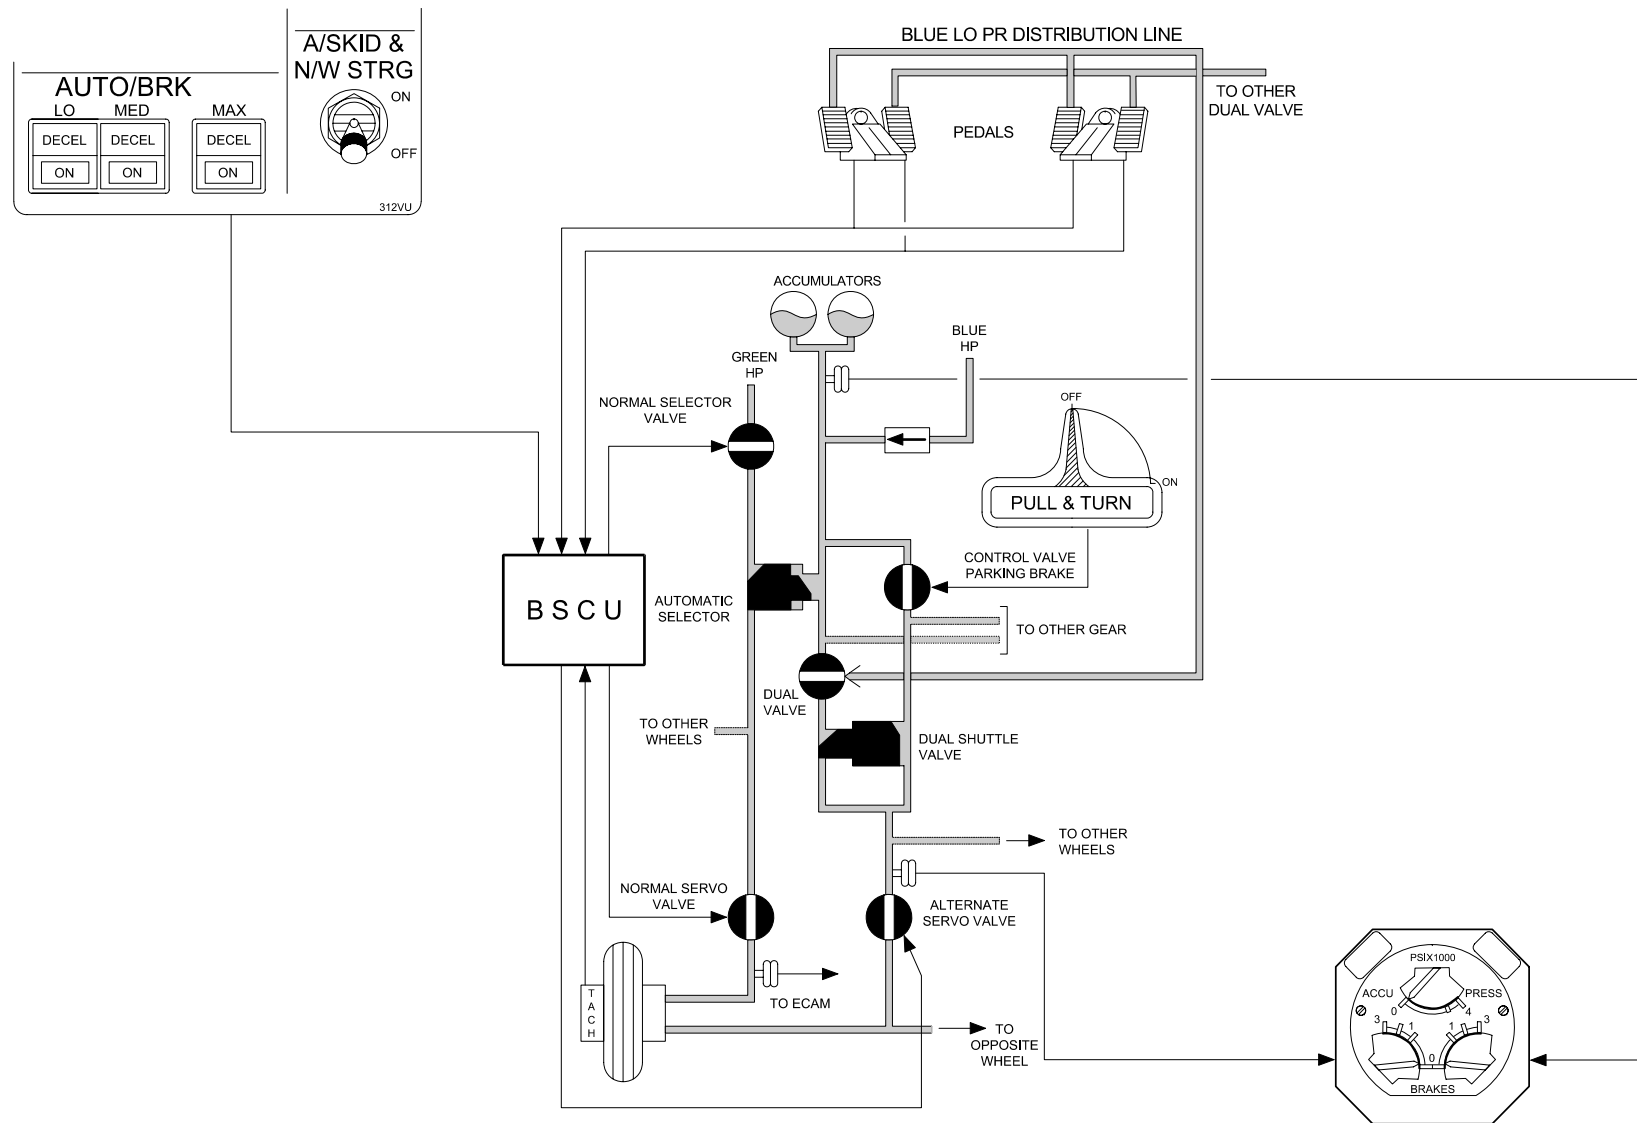 A/SKID &
N/W STRG
ON
OFF
AUTO/BRK
LO MED MAX
DECEL DECEL DECEL
ON ON ON
312VU
BLUE LO PR DISTRIBUTION LINE
TO OTHER
DUAL VALVE
PEDALS
ACCUMULATORS
BLUE
HP
GREEN
HP
NORMAL SELECTOR
VALVE
OFF
ON
PULL & TURN
CONTROL VALVE
PARKING BRAKE
B S C U
AUTOMATIC
SELECTOR
TO OTHER GEAR
DUAL
VALVE
TO OTHER
WHEELS
DUAL SHUTTLE
VALVE
TO OTHER
WHEELS
NORMAL SERVO
VALVE
ALTERNATE
SERVO VALVE
TO ECAM
T
A
C
H
TO
OPPOSITE
WHEEL
PSIX1000
ACCU PRESS
0 4
3 1 1 3
0
BRAKES